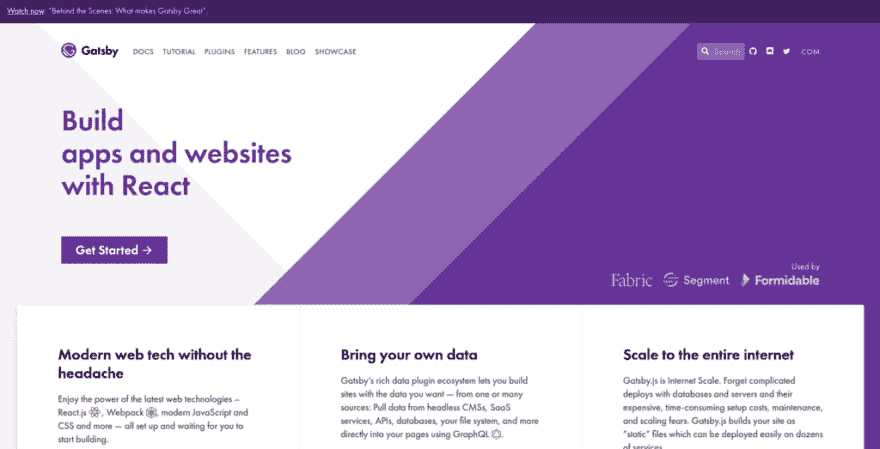 Watch now: "Behind the Scenes: What makes Gatsby Great".
Gatsby DOCS TUTORIAL PLUGINS FEATURES BLOG SHOWCASE Search .COM
Build
apps and websites
with React
Get Started →
Used by
Fabric Segment Formidable
Modern web tech without the
headache
Enjoy the power of the latest web technologies –
React.js , Webpack , modern JavaScript and
CSS and more — all set up and waiting for you to
start building.
Bring your own data
Gatsby's rich data plugin ecosystem lets you build
sites with the data you want — from one or many
sources: Pull data from headless CMSs, SaaS
services, APIs, databases, your file system, and more
directly into your pages using GraphQL .
Scale to the entire internet
Gatsby.js is Internet Scale. Forget complicated
deploys with databases and servers and their
expensive, time-consuming setup costs, maintenance,
and scaling fears. Gatsby.js builds your site as
"static" files which can be deployed easily on dozens
of services.